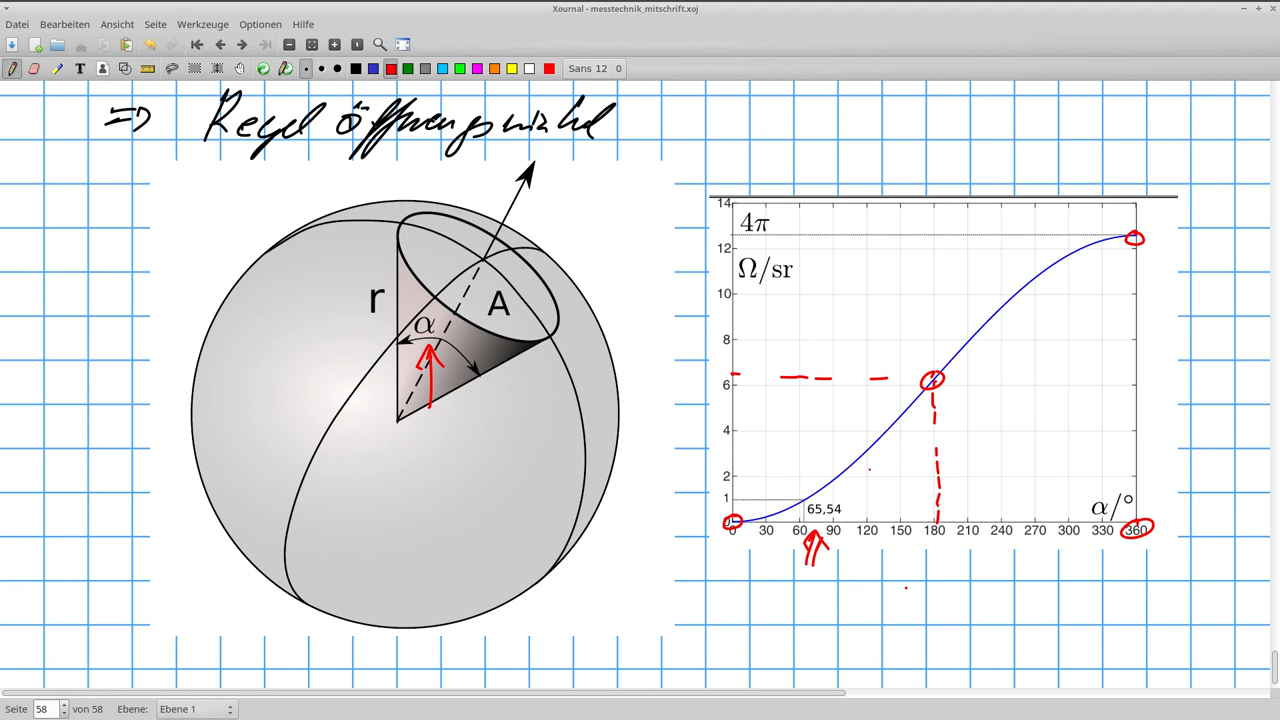 Xournal - messtechnik_mitschrift.xoj
Datei Bearbeiten Ansicht Seite Werkzeuge Optionen Hilfe
Sans 12 0
⇒ Kegelöffnungswinkel
r
α
A
14
4π
12
Ω/sr
10
8
6
4
2
1
0
65,54
α/°
0 30 60 90 120 150 180 210 240 270 300 330 360
Seite 58 von 58 Ebene: Ebene 1